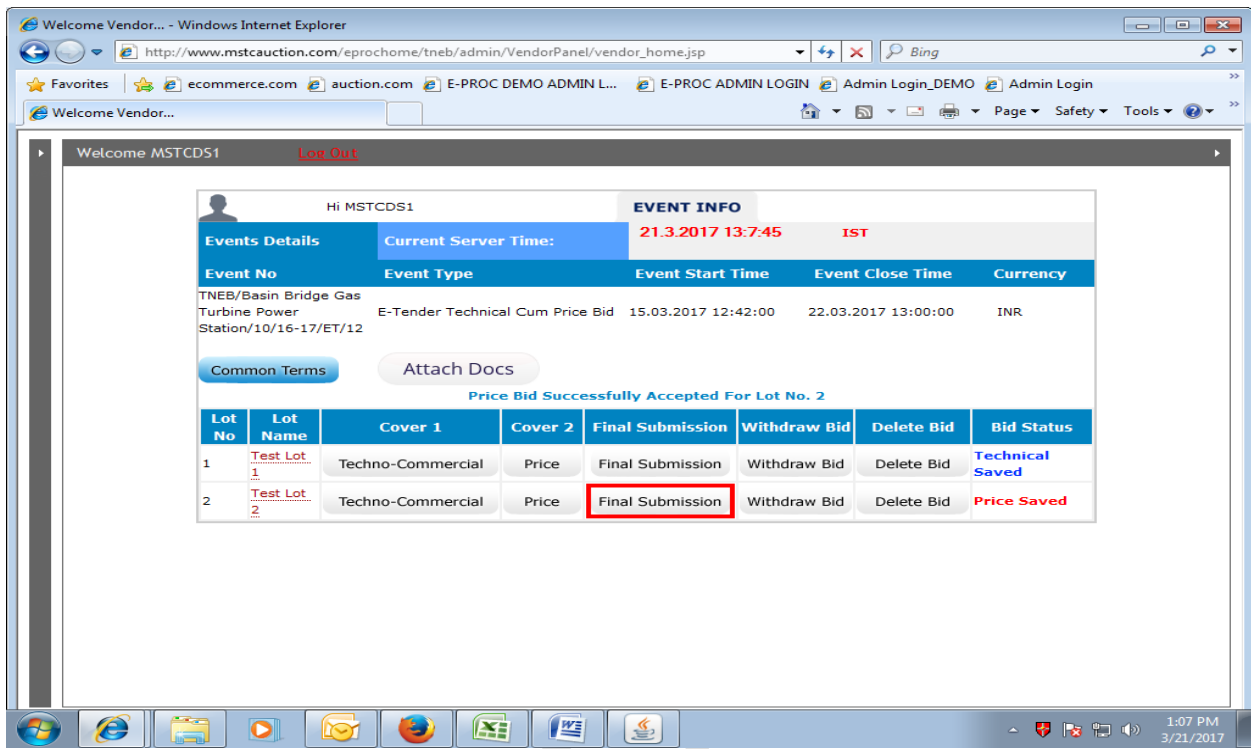 Welcome Vendor... - Windows Internet Explorer
http://www.mstcauction.com/eprochome/tneb/admin/VendorPanel/vendor_home.jsp
Bing
Favorites ecommerce.com auction.com E-PROC DEMO ADMIN L... E-PROC ADMIN LOGIN Admin Login_DEMO Admin Login
Welcome Vendor... Page Safety Tools
Welcome MSTCDS1 Log Out
Hi MSTCDS1 EVENT INFO
Events Details Current Server Time: 21.3.2017 13:7:45 IST
Event No Event Type Event Start Time Event Close Time Currency
TNEB/Basin Bridge Gas
Turbine Power E-Tender Technical Cum Price Bid 15.03.2017 12:42:00 22.03.2017 13:00:00 INR
Station/10/16-17/ET/12
Common Terms Attach Docs
Price Bid Successfully Accepted For Lot No. 2
Lot No Lot Name Cover 1 Cover 2 Final Submission Withdraw Bid Delete Bid Bid Status
1 Test Lot 1 Techno-Commercial Price Final Submission Withdraw Bid Delete Bid Technical Saved
2 Test Lot 2 Techno-Commercial Price Final Submission Withdraw Bid Delete Bid Price Saved
1:07 PM
3/21/2017